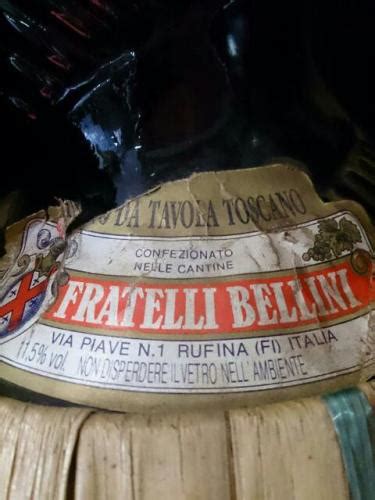 DA TAVOLA TOSCANO
CONFEZIONATO
NELLE CANTINE
FRATELLI BELLINI
VIA PIAVE N.1 RUFINA (FI) ITALIA
11.5% vol. NON DISPERDERE IL VETRO NELL'AMBIENTE